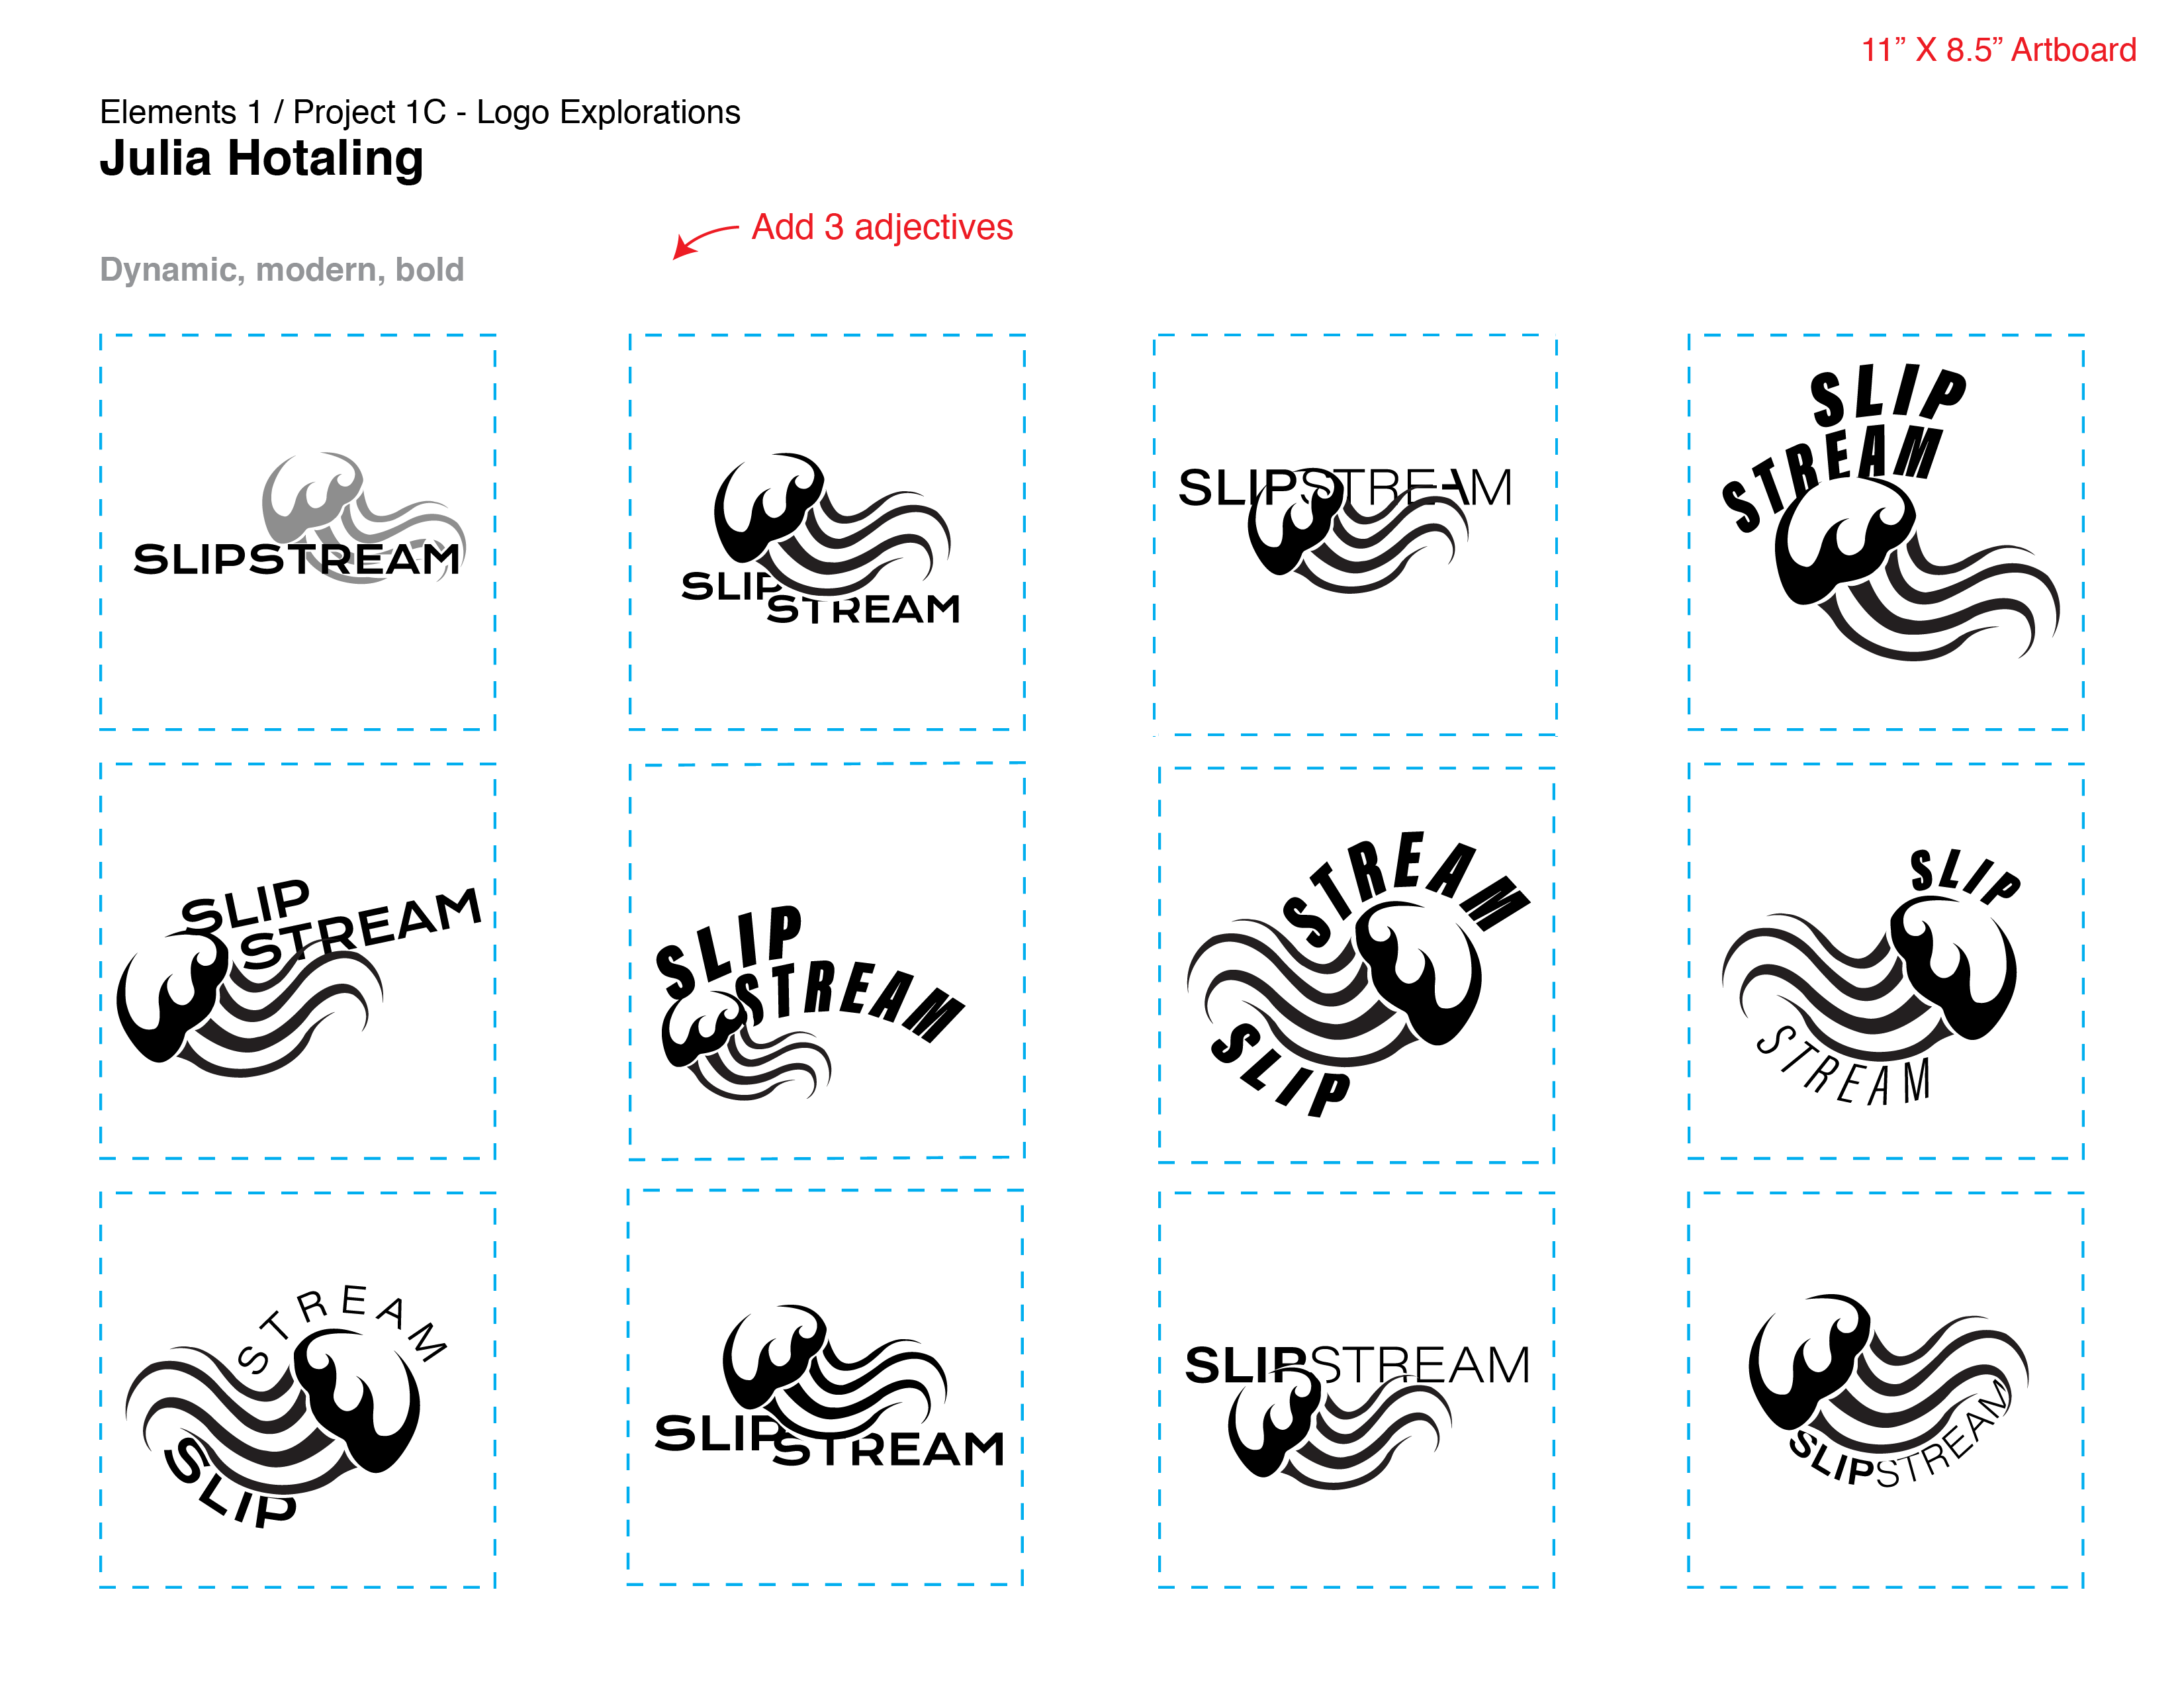 11” X 8.5” Artboard
Elements 1 / Project 1C - Logo Explorations
Julia Hotaling
Add 3 adjectives
Dynamic, modern, bold
SLIPSTREAM
SLIP
STREAM
SLIPSTREAM
SLIP
STREAM
SLIP
STREAM
SLIP
STREAM
STREAM
SLIP
SLIP
STREAM
STREAM
SLIP
SLIP
STREAM
SLIPSTREAM
SLIPSTREAM